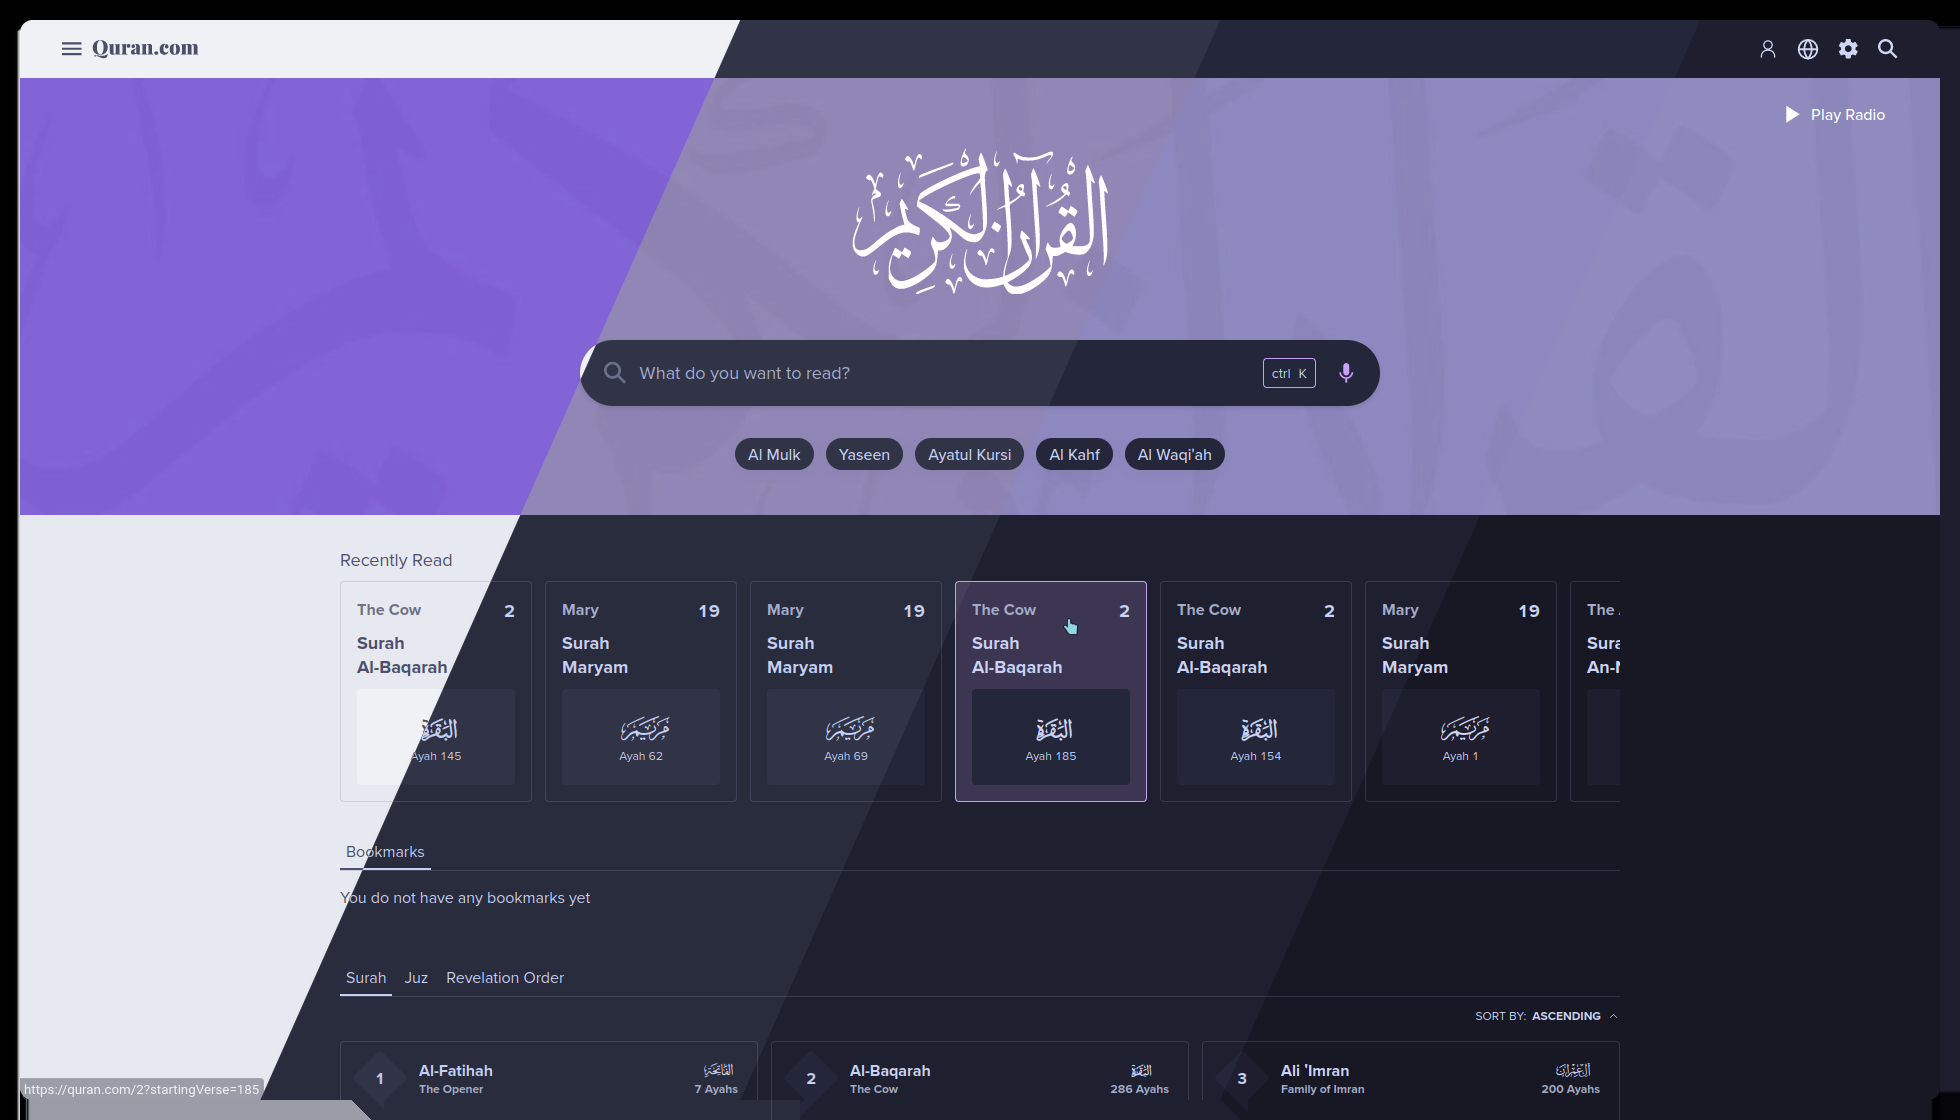 Quran.com
Play Radio
القرآن الكريم
What do you want to read?
ctrl K
Al Mulk
Yaseen
Ayatul Kursi
Al Kahf
Al Waqi'ah
Recently Read
The Cow 2
Surah
Al-Baqarah
البقرة
Ayah 145
Mary 19
Surah
Maryam
مريم
Ayah 62
Mary 19
Surah
Maryam
مريم
Ayah 69
The Cow 2
Surah
Al-Baqarah
البقرة
Ayah 185
The Cow 2
Surah
Al-Baqarah
البقرة
Ayah 154
Mary 19
Surah
Maryam
مريم
Ayah 1
The
Bookmarks
You do not have any bookmarks yet
Surah Juz Revelation Order
SORT BY: ASCENDING
1 Al-Fatihah الفاتحة
The Opener 7 Ayahs
2 Al-Baqarah البقرة
The Cow 286 Ayahs
3 Ali 'Imran آل عمران
Family of Imran 200 Ayahs
https://quran.com/2?startingVerse=185